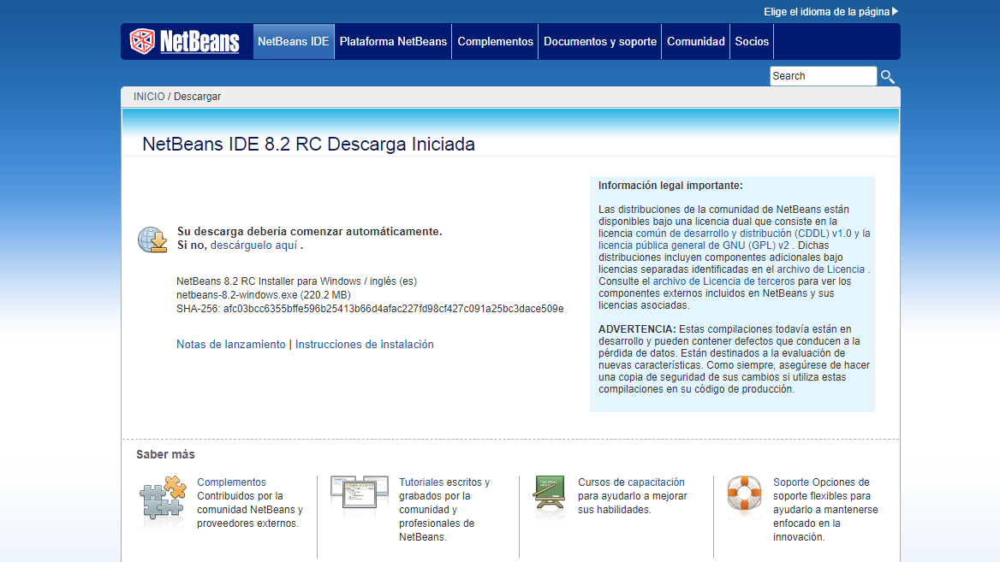 Elige el idioma de la página
NetBeans
NetBeans IDE
Plataforma NetBeans
Complementos
Documentos y soporte
Comunidad
Socios
Search
INICIO / Descargar
NetBeans IDE 8.2 RC Descarga Iniciada
Su descarga debería comenzar automáticamente.
Si no, descárguelo aquí .
NetBeans 8.2 RC Installer para Windows / inglés (es)
netbeans-8.2-windows.exe (220.2 MB)
SHA-256: afc03bcc6355bffe596b25413b66d4afac227fd98cf427c091a25bc3dace509e
Notas de lanzamiento | Instrucciones de instalación
Información legal importante:
Las distribuciones de la comunidad de NetBeans están
disponibles bajo una licencia dual que consiste en la
licencia común de desarrollo y distribución (CDDL) v1.0 y la
licencia pública general de GNU (GPL) v2 . Dichas
distribuciones incluyen componentes adicionales bajo
licencias separadas identificadas en el archivo de Licencia .
Consulte el archivo de Licencia de terceros para ver los
componentes externos incluidos en NetBeans y sus
licencias asociadas.
ADVERTENCIA: Estas compilaciones todavía están en
desarrollo y pueden contener defectos que conducen a la
pérdida de datos. Están destinados a la evaluación de
nuevas características. Como siempre, asegúrese de hacer
una copia de seguridad de sus cambios si utiliza estas
compilaciones en su código de producción.
Saber más
Complementos
Contribuidos por la
comunidad NetBeans y
proveedores externos.
Tutoriales escritos y
grabados por la
comunidad y
profesionales de
NetBeans.
Cursos de capacitación
para ayudarlo a mejorar
sus habilidades.
Soporte Opciones de
soporte flexibles para
ayudarlo a mantenerse
enfocado en la
innovación.